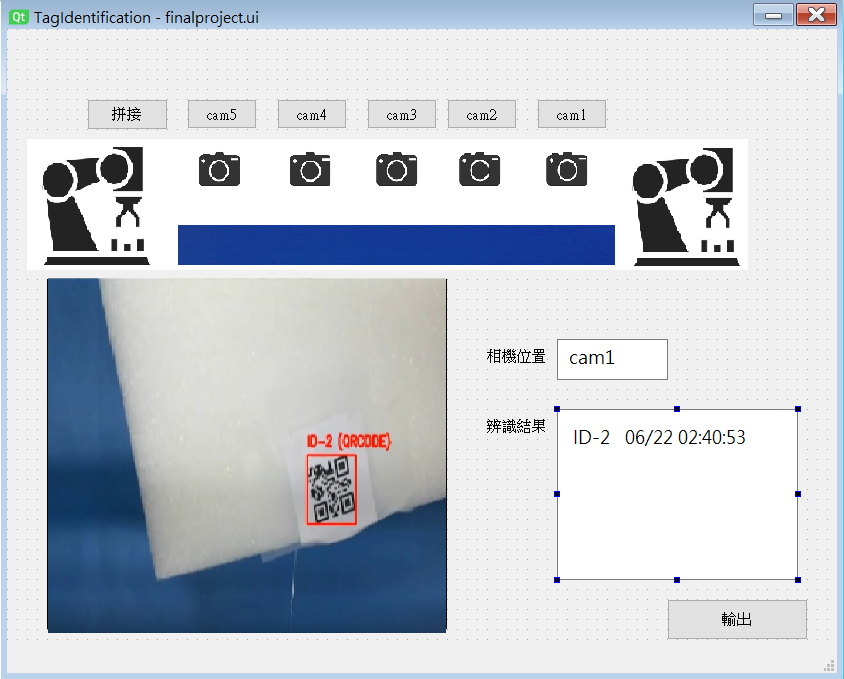 Qt TagIdentification - finalproject.ui
拼接 cam5 cam4 cam3 cam2 cam1
ID-2 (QRCODE)
相機位置 cam1
辨識結果 ID-2 06/22 02:40:53
輸出